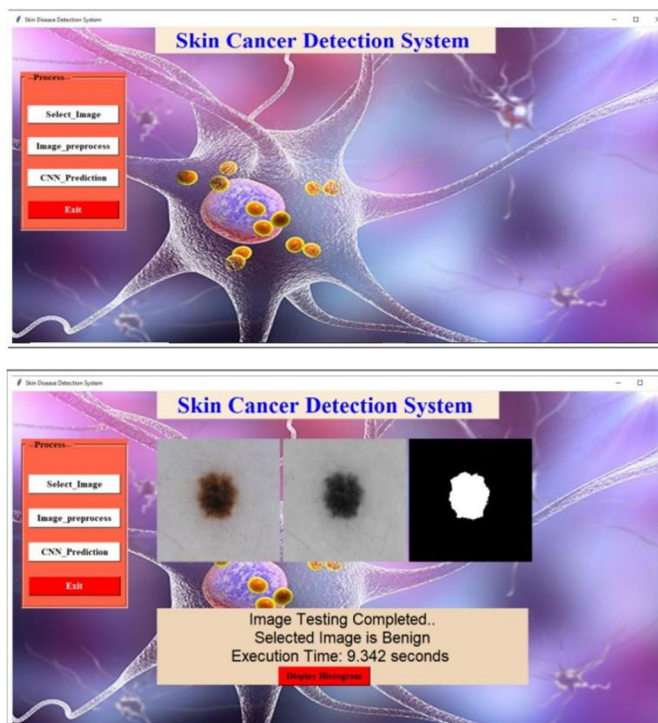 Skin Disease Detection System
Skin Cancer Detection System
Process
Select_Image
Image_preprocess
CNN_Prediction
Exit
Skin Disease Detection System
Skin Cancer Detection System
Process
Select_Image
Image_preprocess
CNN_Prediction
Exit
Image Testing Completed..
Selected Image is Benign
Execution Time: 9.342 seconds
Display Histogram